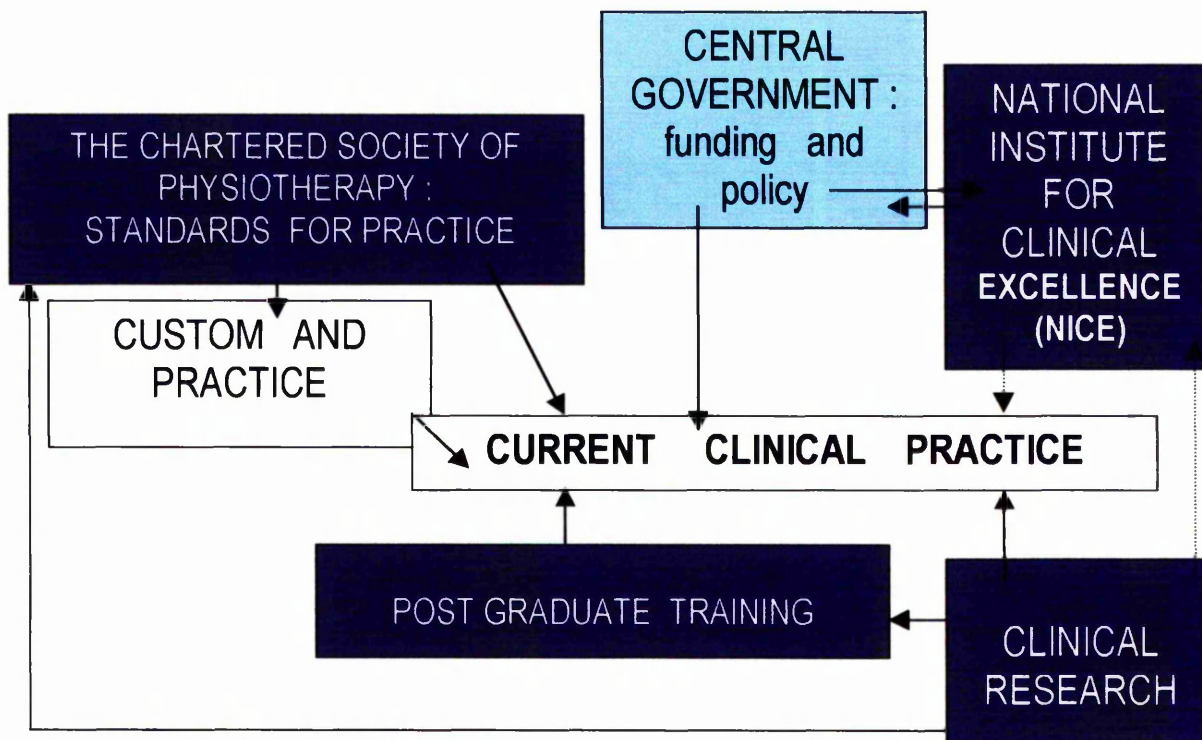 CENTRAL
GOVERNMENT :
funding and
policy
NATIONAL
INSTITUTE
FOR
CLINICAL
EXCELLENCE
(NICE)
THE CHARTERED SOCIETY OF
PHYSIOTHERAPY :
STANDARDS FOR PRACTICE
CUSTOM AND
PRACTICE
CURRENT CLINICAL PRACTICE
POST GRADUATE TRAINING
CLINICAL
RESEARCH